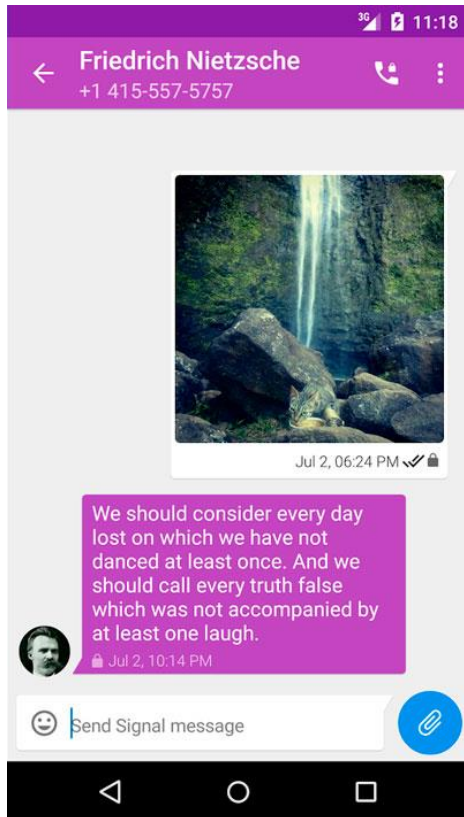 3G 11:18
Friedrich Nietzsche
+1 415-557-5757
Jul 2, 06:24 PM
We should consider every day
lost on which we have not
danced at least once. And we
should call every truth false
which was not accompanied by
at least one laugh.
Jul 2, 10:14 PM
Send Signal message